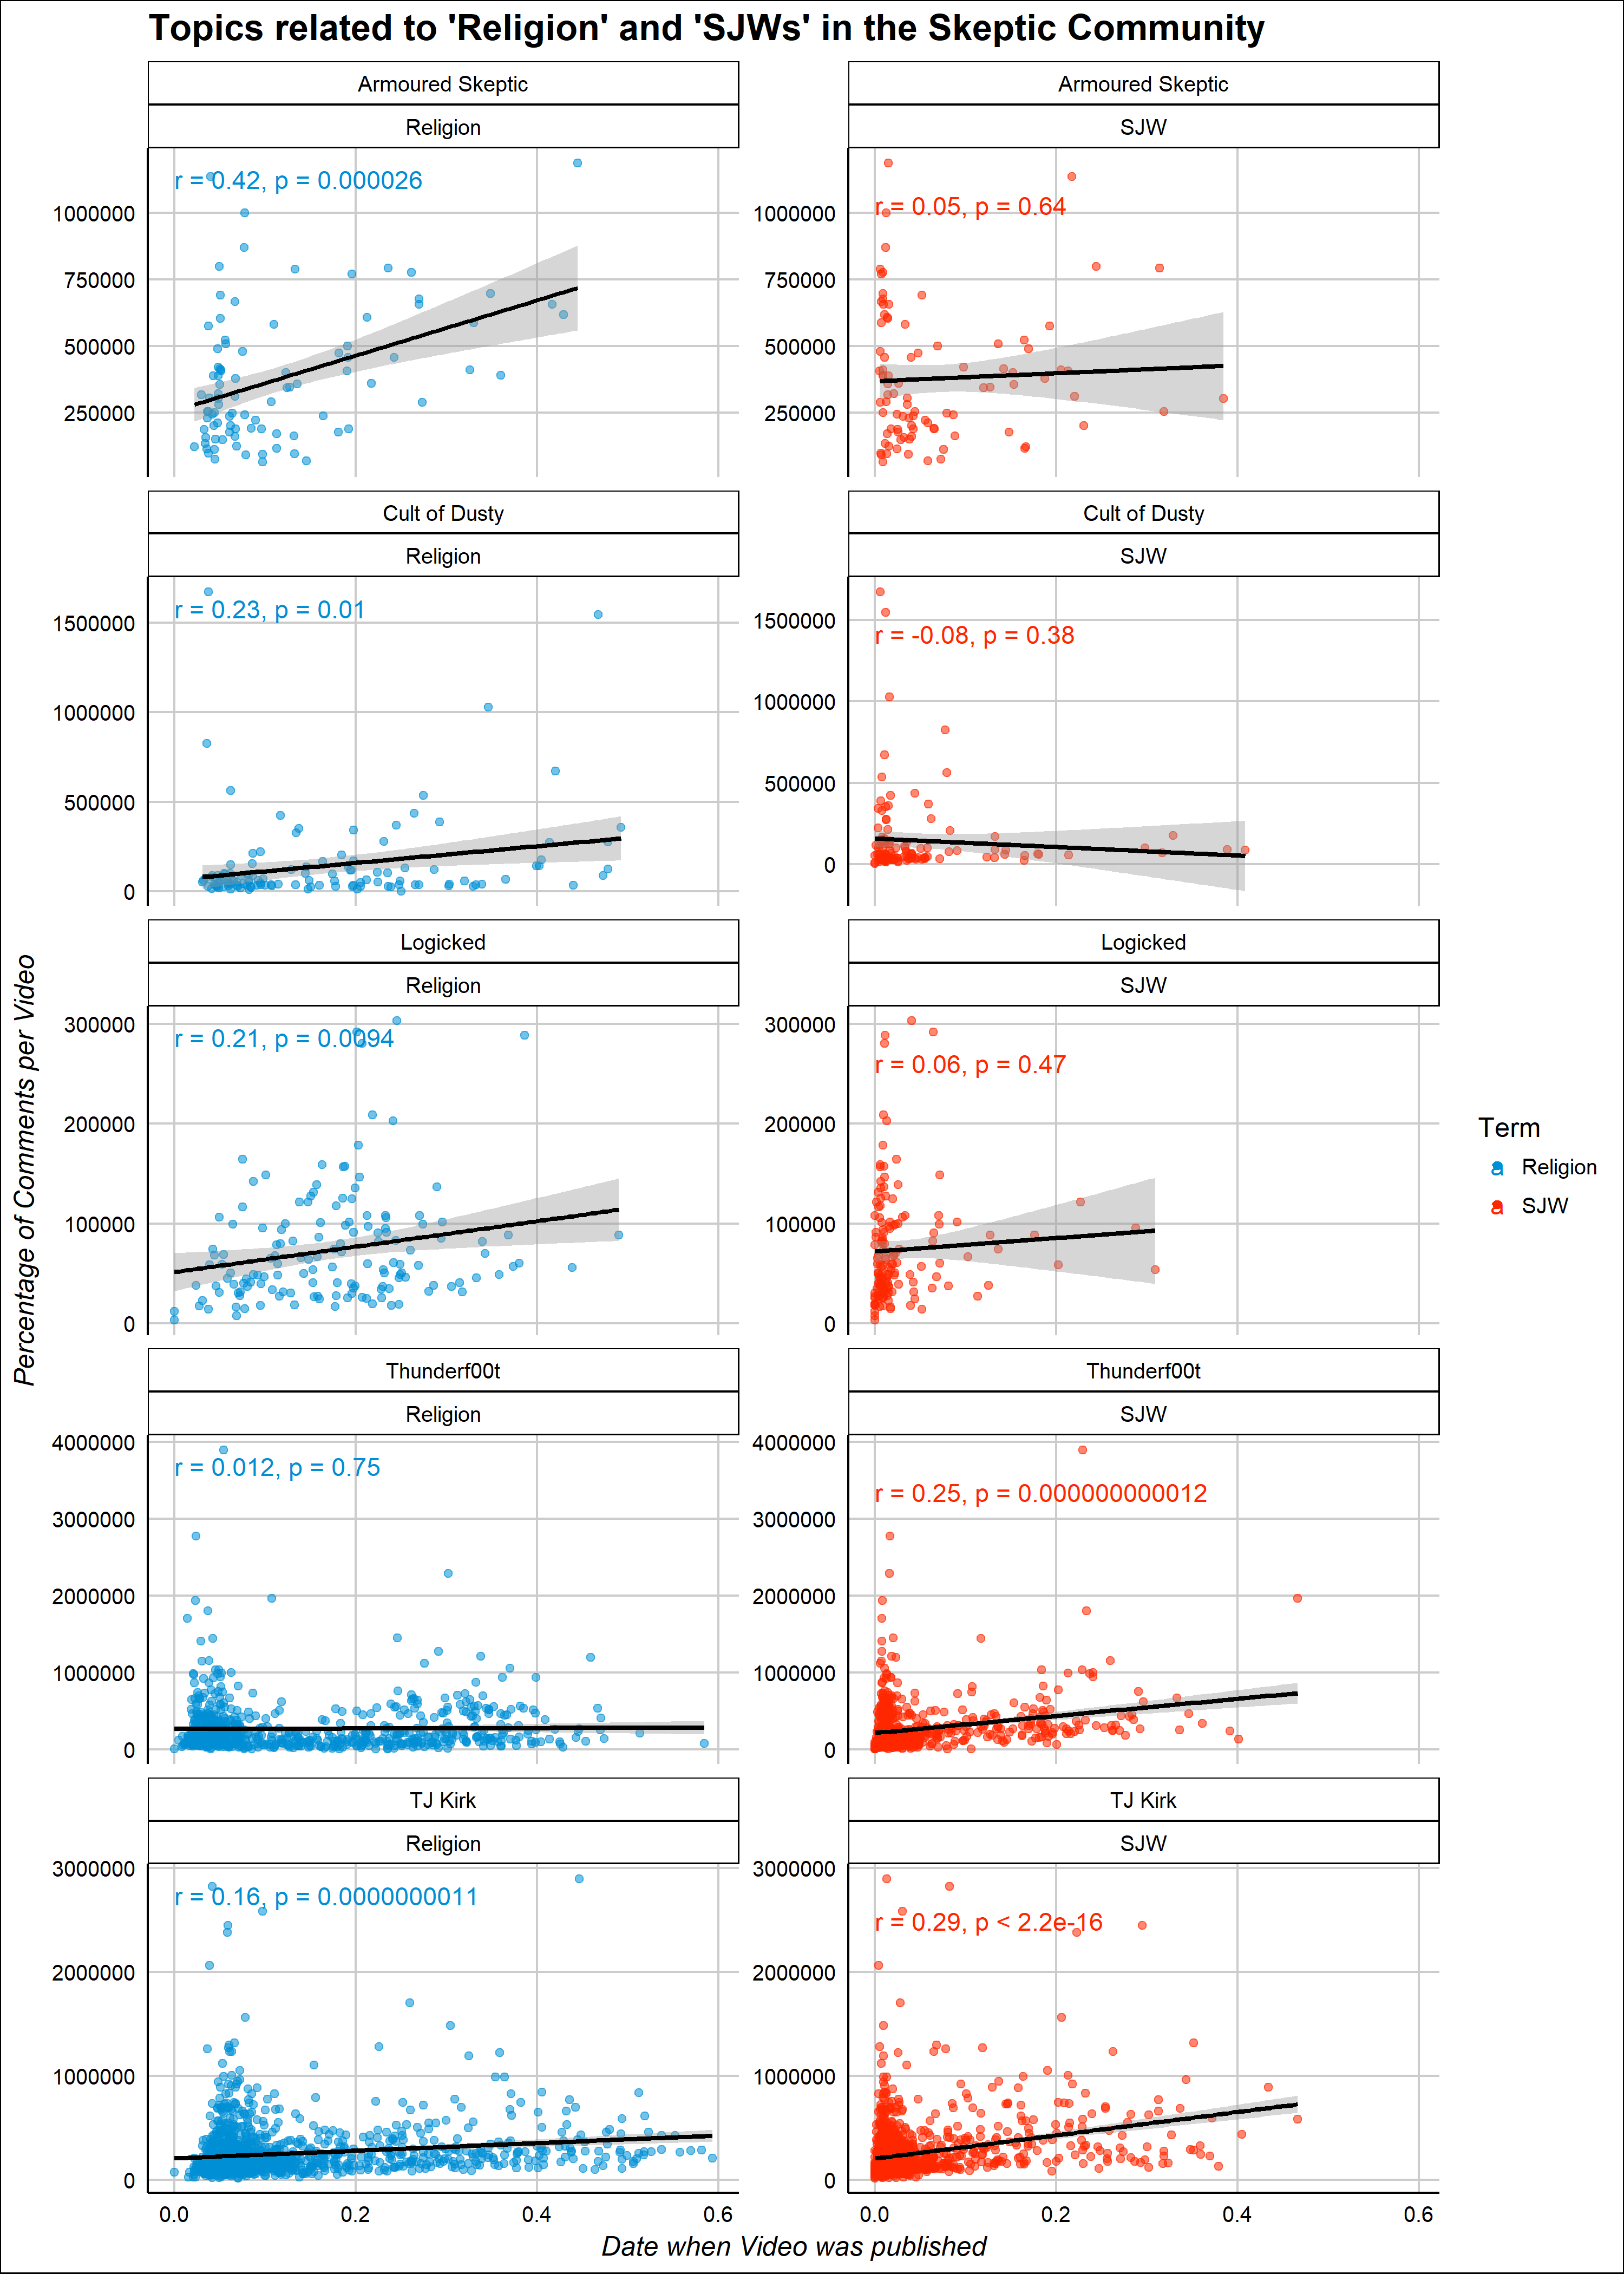 Topics related to 'Religion' and 'SJWs' in the Skeptic Community
Armoured Skeptic
Religion
r = 0.42, p = 0.000026
1000000
750000
500000
250000
Armoured Skeptic
SJW
r = 0.05, p = 0.64
1000000
750000
500000
250000
Cult of Dusty
Religion
r = 0.23, p = 0.01
1500000
1000000
500000
0
Cult of Dusty
SJW
r = -0.08, p = 0.38
1500000
1000000
500000
0
Logicked
Religion
r = 0.21, p = 0.0094
300000
200000
100000
0
Logicked
SJW
r = 0.06, p = 0.47
300000
200000
100000
0
Thunderf00t
Religion
r = 0.012, p = 0.75
4000000
3000000
2000000
1000000
0
Thunderf00t
SJW
r = 0.25, p = 0.000000000012
4000000
3000000
2000000
1000000
0
TJ Kirk
Religion
r = 0.16, p = 0.0000000011
3000000
2000000
1000000
0
0.0 0.2 0.4 0.6
TJ Kirk
SJW
r = 0.29, p < 2.2e-16
3000000
2000000
1000000
0
0.0 0.2 0.4 0.6
Date when Video was published
Percentage of Comments per Video
Term
a Religion
a SJW